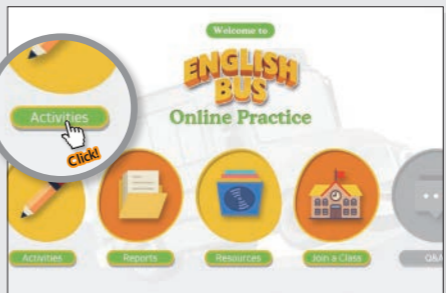 Welcome to
ENGLISH
BUS
Online Practice
Activities
Click!
Activities
Reports
Resources
Join a Class
Q&A